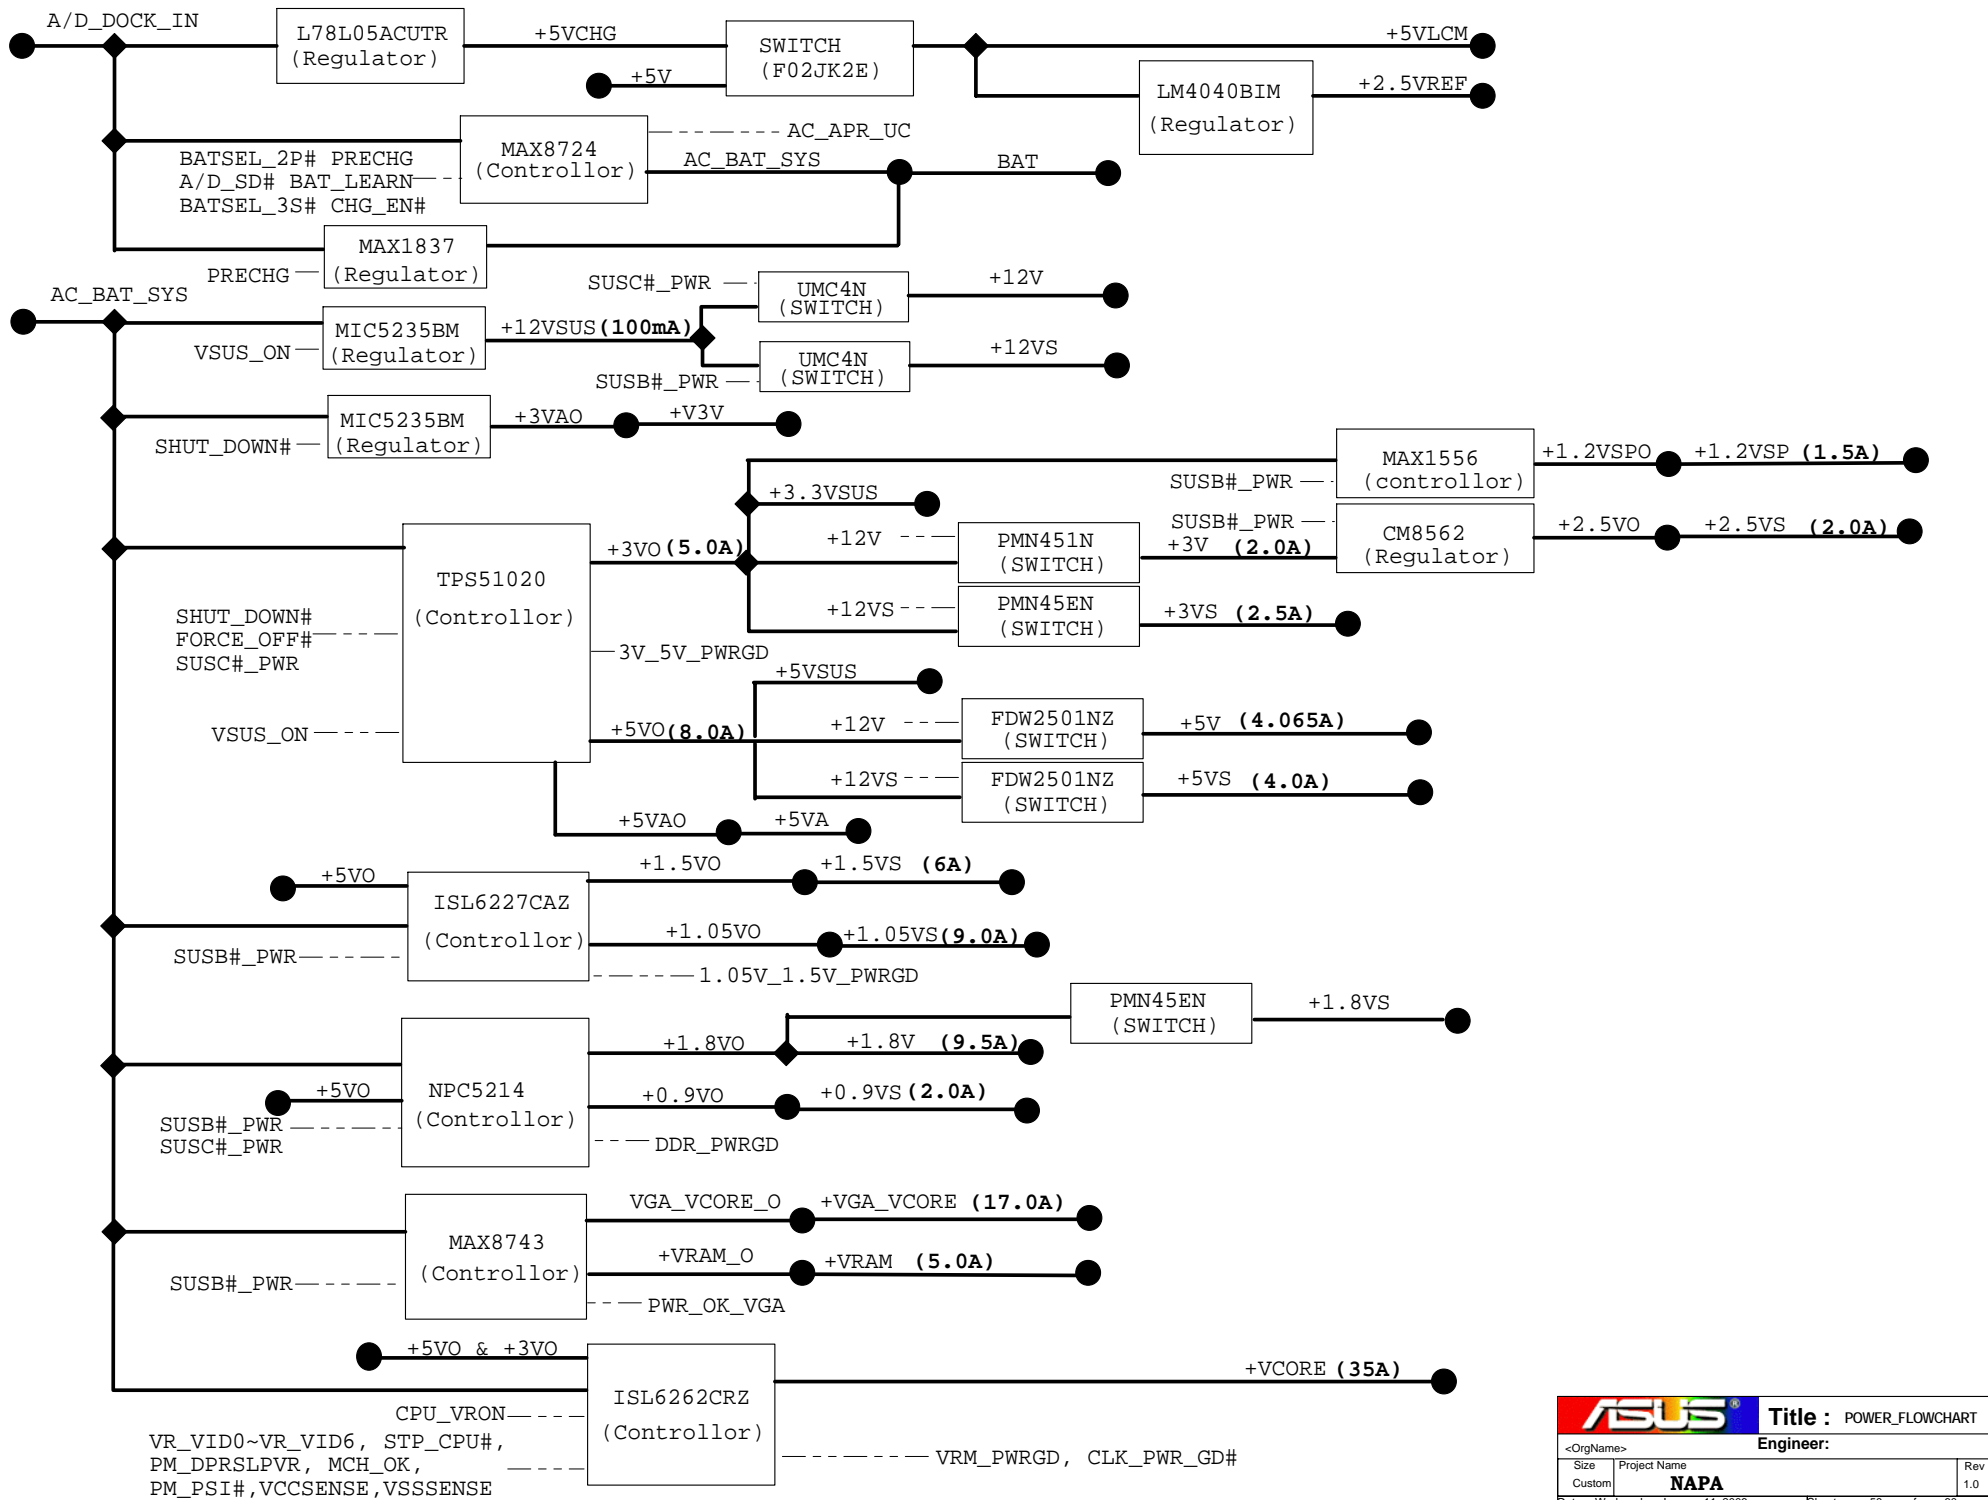 A/D_DOCK_IN
L78L05ACUTR
(Regulator)
+5VCHG
+5V
SWITCH
(F02JK2E)
+5VLCM
LM4040BIM
(Regulator)
+2.5VREF
BATSEL_2P# PRECHG
A/D_SD# BAT_LEARN
BATSEL_3S# CHG_EN#
MAX8724
(Controllor)
AC_APR_UC
AC_BAT_SYS
BAT
PRECHG
MAX1837
(Regulator)
AC_BAT_SYS
VSUS_ON
MIC5235BM
(Regulator)
+12VSUS(100mA)
SUSC#_PWR
UMC4N
(SWITCH)
+12V
SUSB#_PWR
UMC4N
(SWITCH)
+12VS
SHUT_DOWN#
MIC5235BM
(Regulator)
+3VAO
+V3V
SUSB#_PWR
MAX1556
(controllor)
+1.2VSPO
+1.2VSP (1.5A)
+3.3VSUS
SUSB#_PWR
CM8562
(Regulator)
+2.5VO
+2.5VS (2.0A)
TPS51020
(Controllor)
+3VO(5.0A)
+12V
PMN451N
(SWITCH)
+3V (2.0A)
+12VS
PMN45EN
(SWITCH)
+3VS (2.5A)
SHUT_DOWN#
FORCE_OFF#
SUSC#_PWR
3V_5V_PWRGD
VSUS_ON
+5VSUS
+5VO(8.0A)
+12V
FDW2501NZ
(SWITCH)
+5V (4.065A)
+12VS
FDW2501NZ
(SWITCH)
+5VS (4.0A)
+5VAO
+5VA
+5VO
ISL6227CAZ
(Controllor)
+1.5VO
+1.5VS (6A)
+1.05VO
+1.05VS(9.0A)
SUSB#_PWR
1.05V_1.5V_PWRGD
PMN45EN
(SWITCH)
+1.8VS
+1.8VO
+1.8V (9.5A)
+5VO
NPC5214
(Controllor)
+0.9VO
+0.9VS(2.0A)
SUSB#_PWR
SUSC#_PWR
DDR_PWRGD
MAX8743
(Controllor)
VGA_VCORE_O
+VGA_VCORE (17.0A)
+VRAM_O
+VRAM (5.0A)
SUSB#_PWR
PWR_OK_VGA
+5VO & +3VO
ISL6262CRZ
(Controllor)
+VCORE (35A)
CPU_VRON
VR_VID0~VR_VID6, STP_CPU#,
PM_DPRSLPVR, MCH_OK,
PM_PSI#,VCCSENSE,VSSSENSE
VRM_PWRGD, CLK_PWR_GD#
ASUS®
Title : POWER_FLOWCHART
<OrgName>
Engineer:
Size
Project Name
Rev
Custom
NAPA
1.0